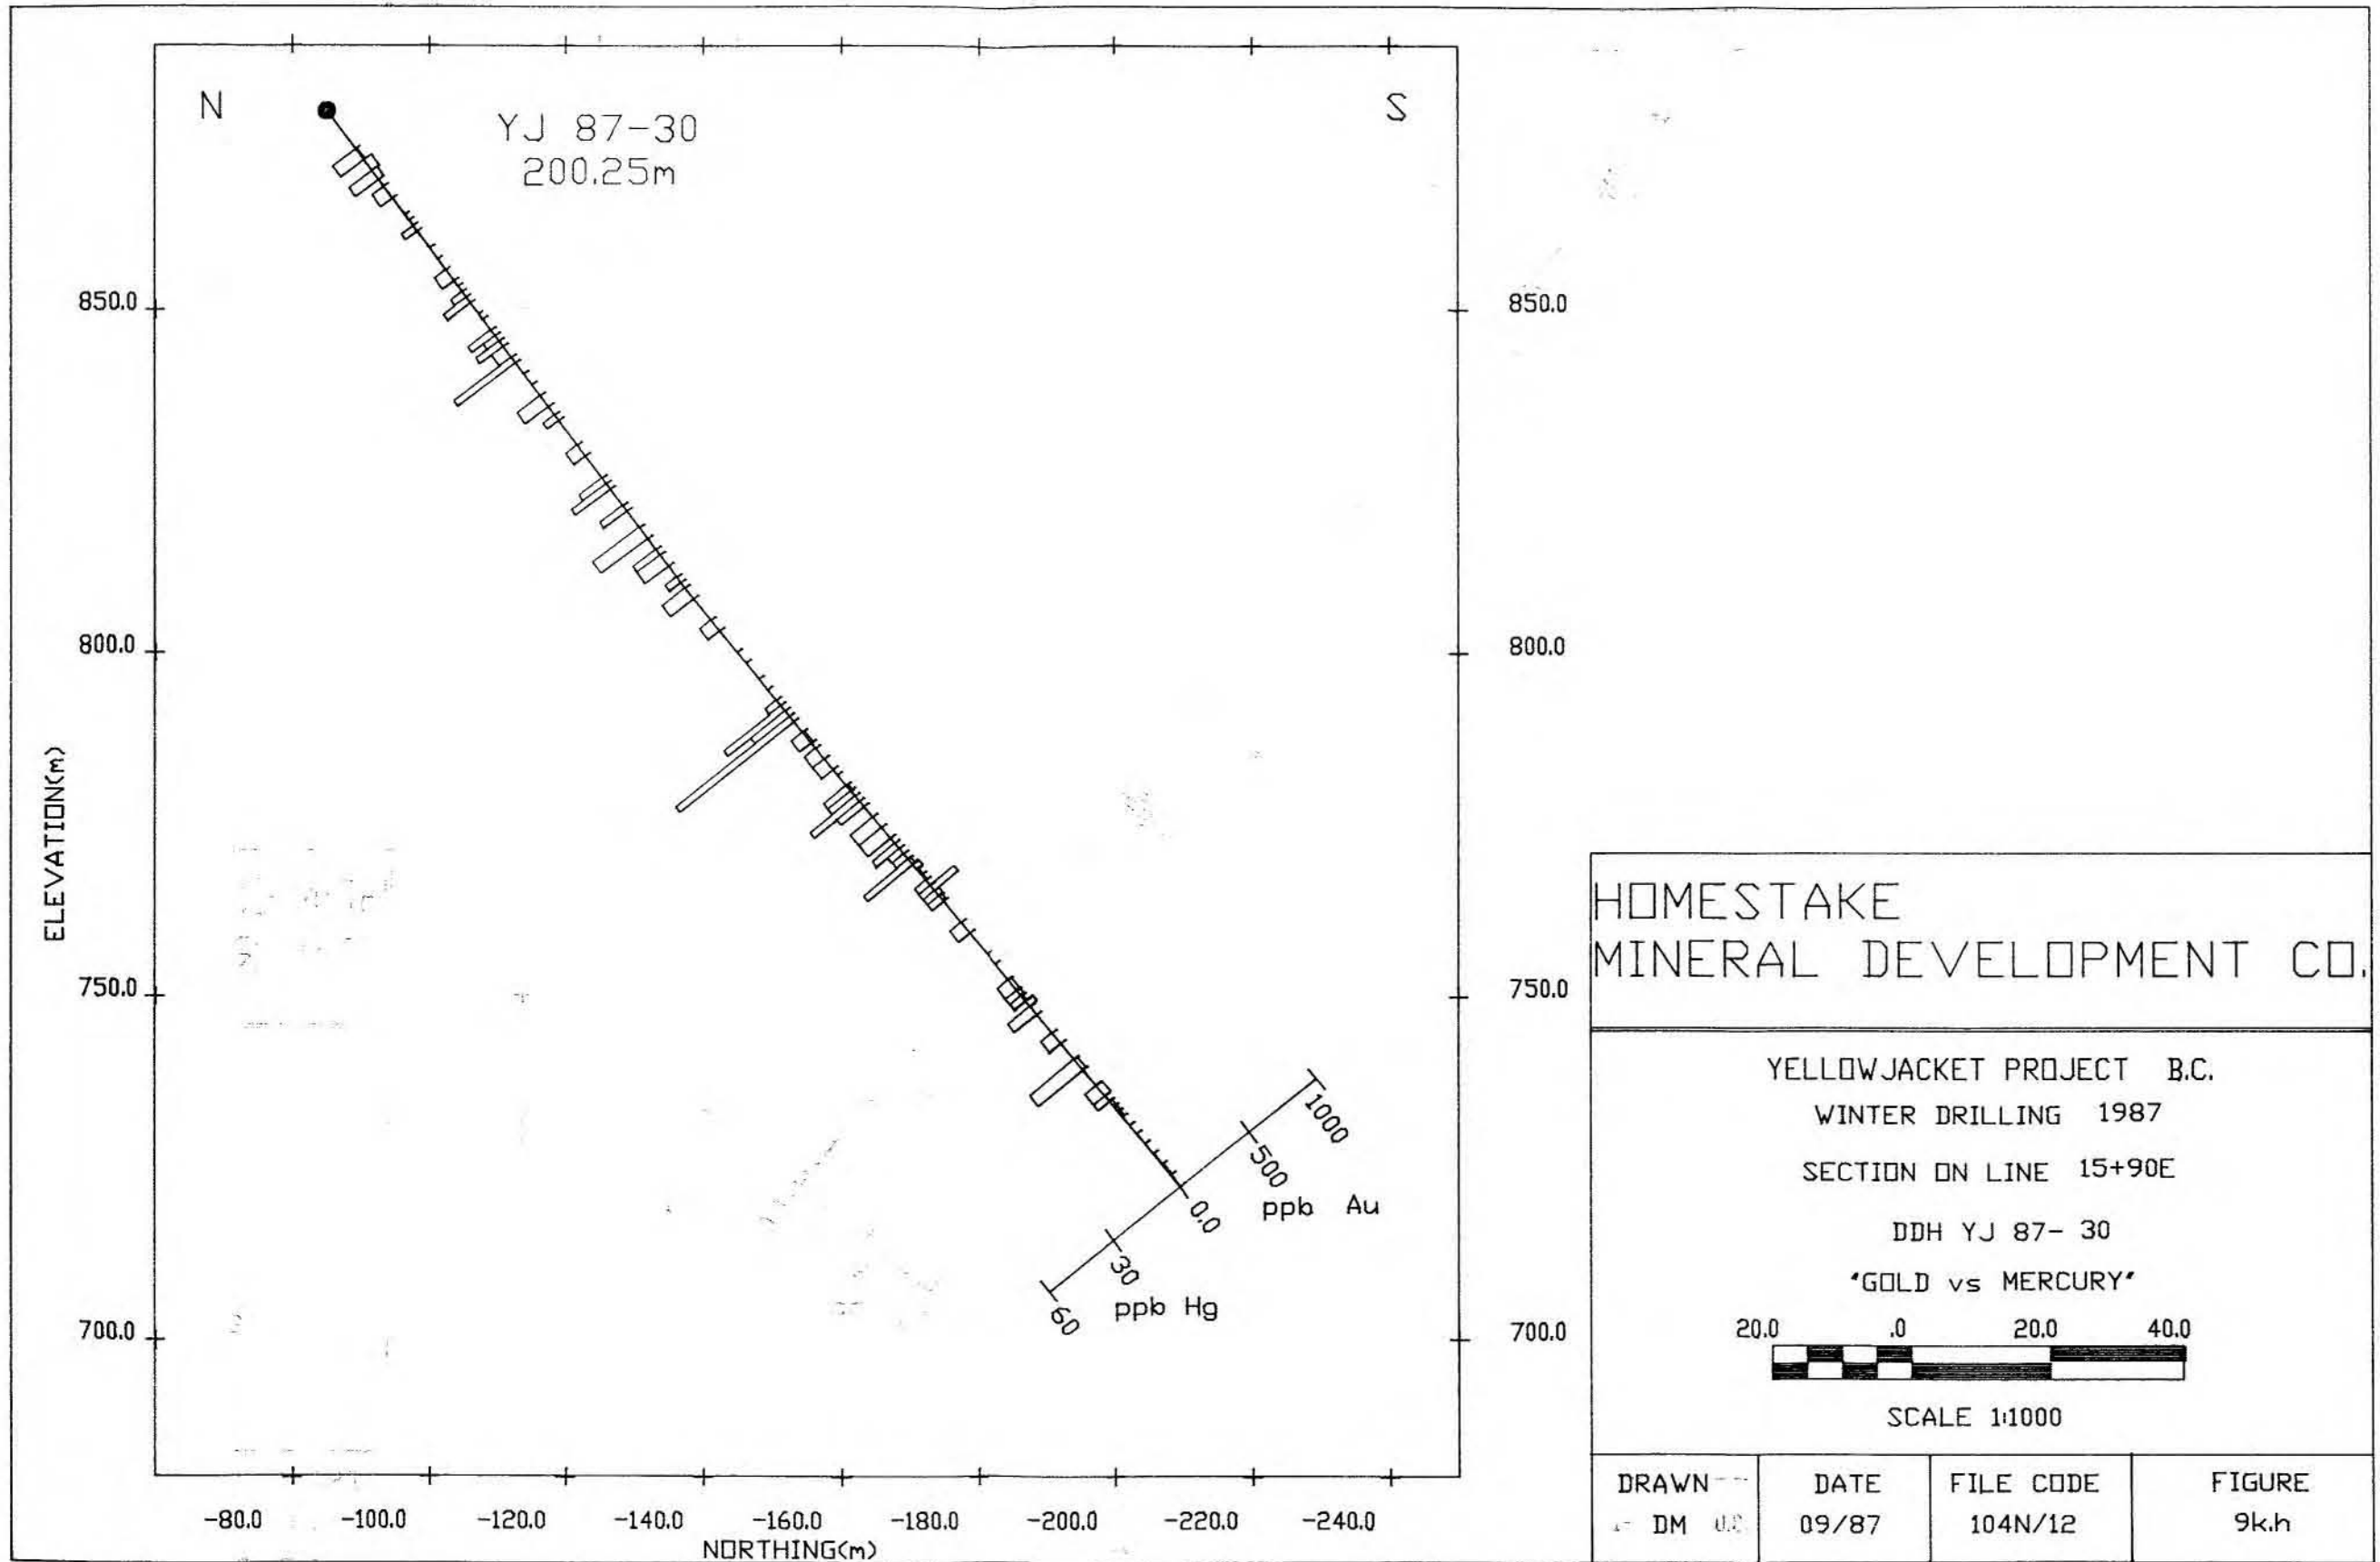 N
S
YJ 87-30
200.25m
850.0
850.0
800.0
800.0
ELEVATION(m)
750.0
750.0
700.0
700.0
1000
500
ppb Au
0.0
30
ppb Hg
60
-80.0 -100.0 -120.0 -140.0 -160.0 -180.0 -200.0 -220.0 -240.0
NORTHING(m)
HOMESTAKE
MINERAL DEVELOPMENT CO.
YELLOWJACKET PROJECT B.C.
WINTER DRILLING 1987
SECTION ON LINE 15+90E
DDH YJ 87- 30
"GOLD vs MERCURY"
20.0 .0 20.0 40.0
SCALE 1:1000
DRAWN
DM
DATE
09/87
FILE CODE
104N/12
FIGURE
9k.h